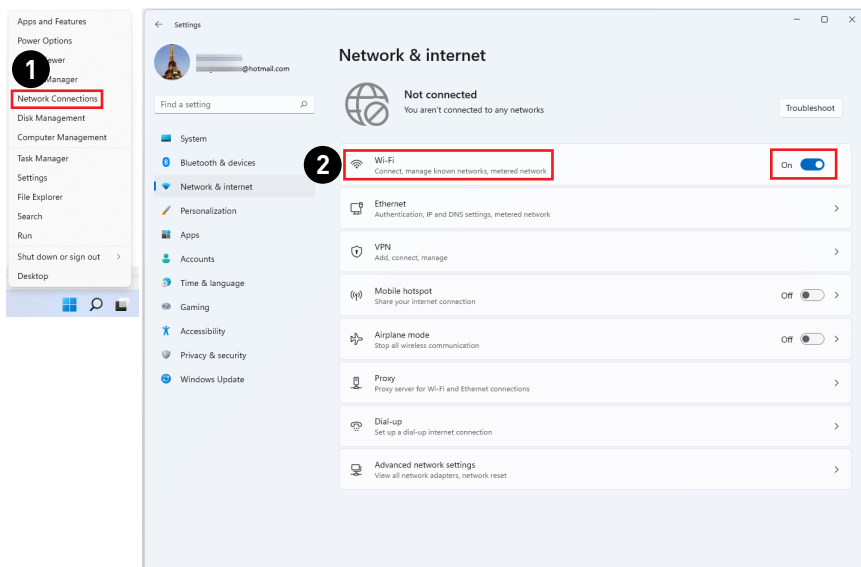 Apps and Features
Power Options
ewer
Manager
1
Network Connections
Disk Management
Computer Management
Task Manager
Settings
File Explorer
Search
Run
Shut down or sign out
Desktop
Settings
@hotmail.com
Find a setting
System
Bluetooth & devices
Network & internet
Personalization
Apps
Accounts
Time & language
Gaming
Accessibility
Privacy & security
Windows Update
Network & internet
Not connected
You aren't connected to any networks
Troubleshoot
2
Wi-Fi
Connect, manage known networks, metered network
On
Ethernet
Authentication, IP and DNS settings, metered network
VPN
Add, connect, manage
Mobile hotspot
Share your internet connection
Off
Airplane mode
Stop all wireless communication
Off
Proxy
Proxy server for Wi-Fi and Ethernet connections
Dial-up
Set up a dial-up internet connection
Advanced network settings
View all network adapters, network reset